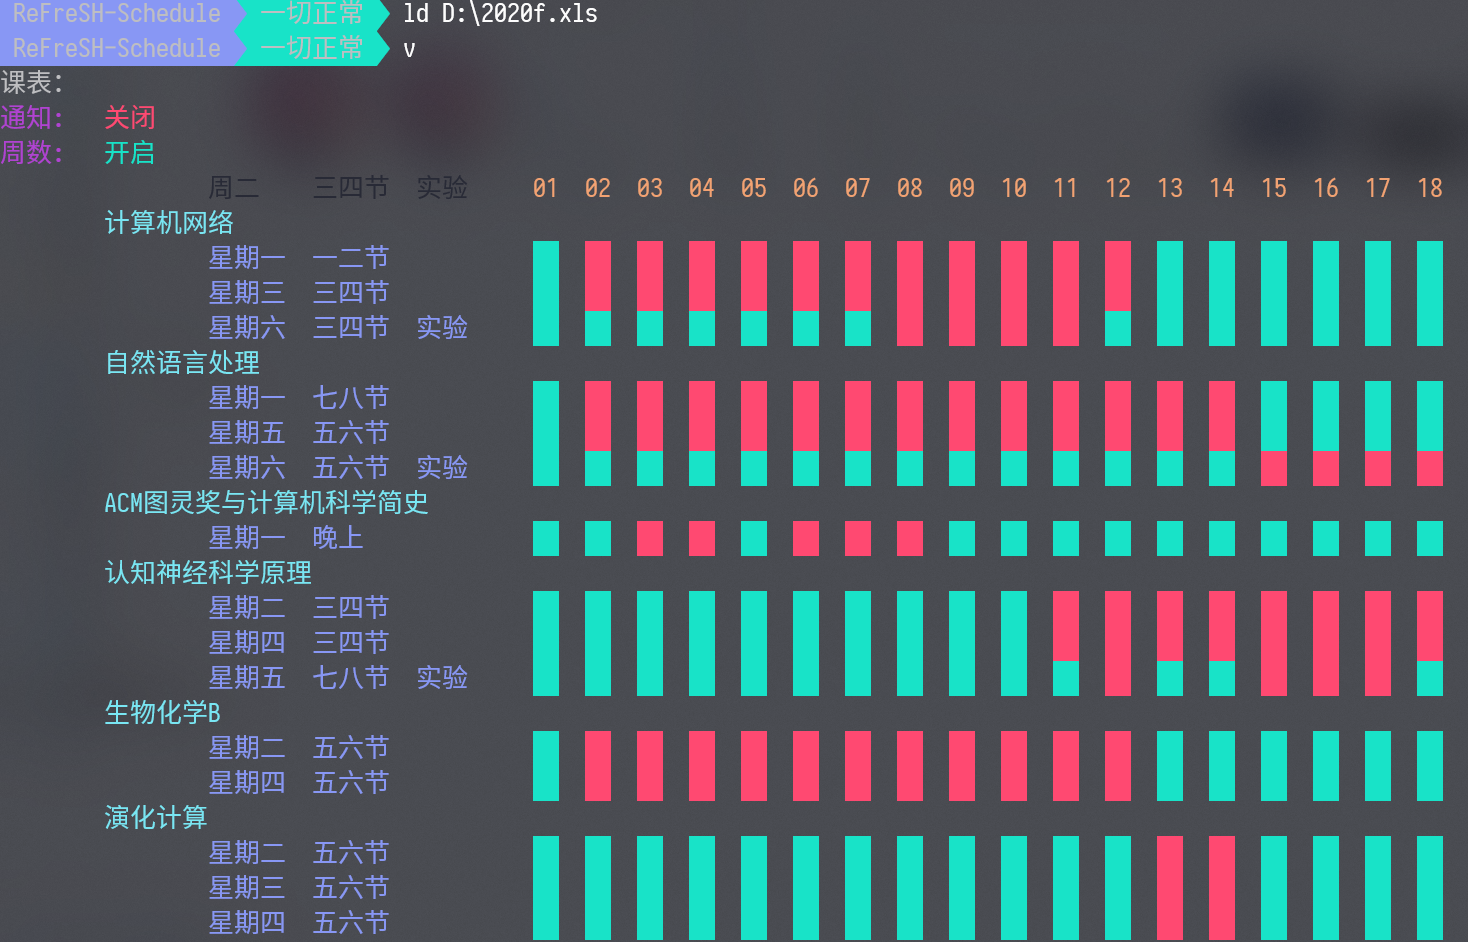 ReFreSH-Schedule 一切正常 ld D:\2020f.xls
ReFreSH-Schedule 一切正常 v
课表:
通知: 关闭
周数: 开启
周二 三四节 实验 01 02 03 04 05 06 07 08 09 10 11 12 13 14 15 16 17 18
计算机网络
星期一 一二节
星期三 三四节
星期六 三四节 实验
自然语言处理
星期一 七八节
星期五 五六节
星期六 五六节 实验
ACM图灵奖与计算机科学简史
星期一 晚上
认知神经科学原理
星期二 三四节
星期四 三四节
星期五 七八节 实验
生物化学B
星期二 五六节
星期四 五六节
演化计算
星期二 五六节
星期三 五六节
星期四 五六节